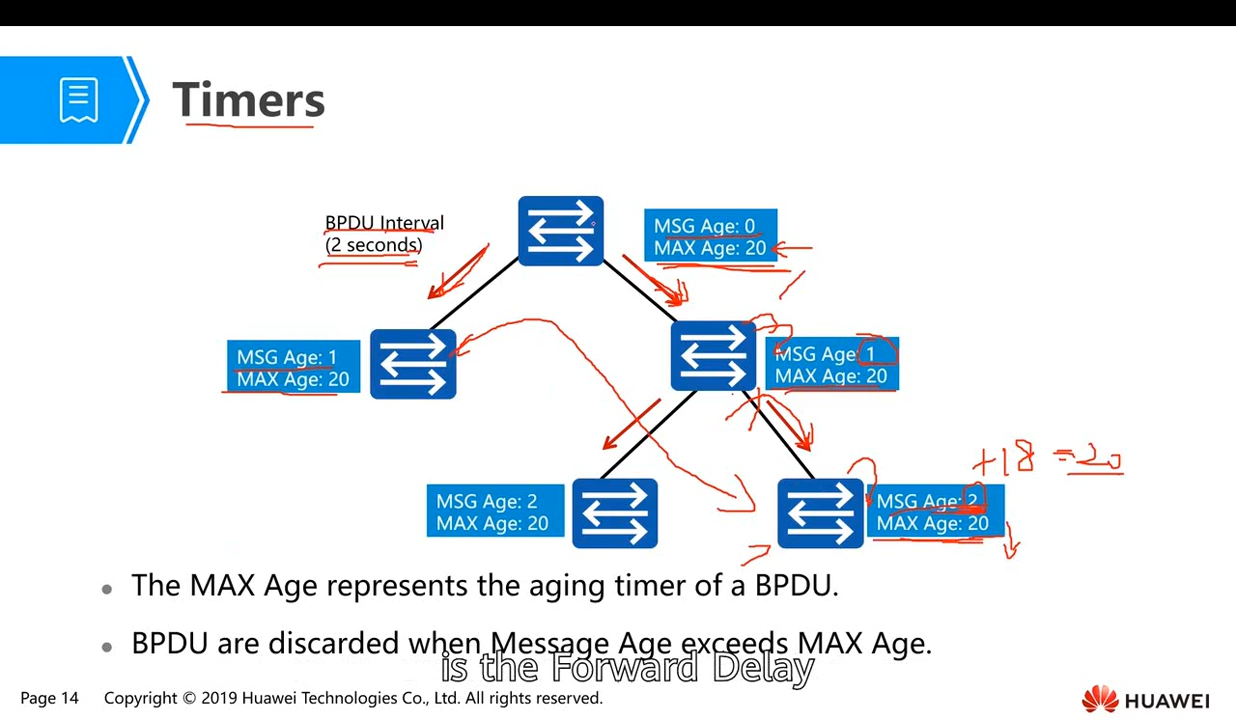 Timers
BPDU Interval
(2 seconds)
MSG Age: 0
MAX Age: 20
MSG Age: 1
MAX Age: 20
MSG Age: 1
MAX Age: 20
+18 =20
MSG Age: 2
MAX Age: 20
MSG Age: 2
MAX Age: 20
• The MAX Age represents the aging timer of a BPDU.
• BPDU are discarded when Message Age exceeds MAX Age.
is the Forward Delay
Page 14 Copyright © 2019 Huawei Technologies Co., Ltd. All rights reserved.
HUAWEI